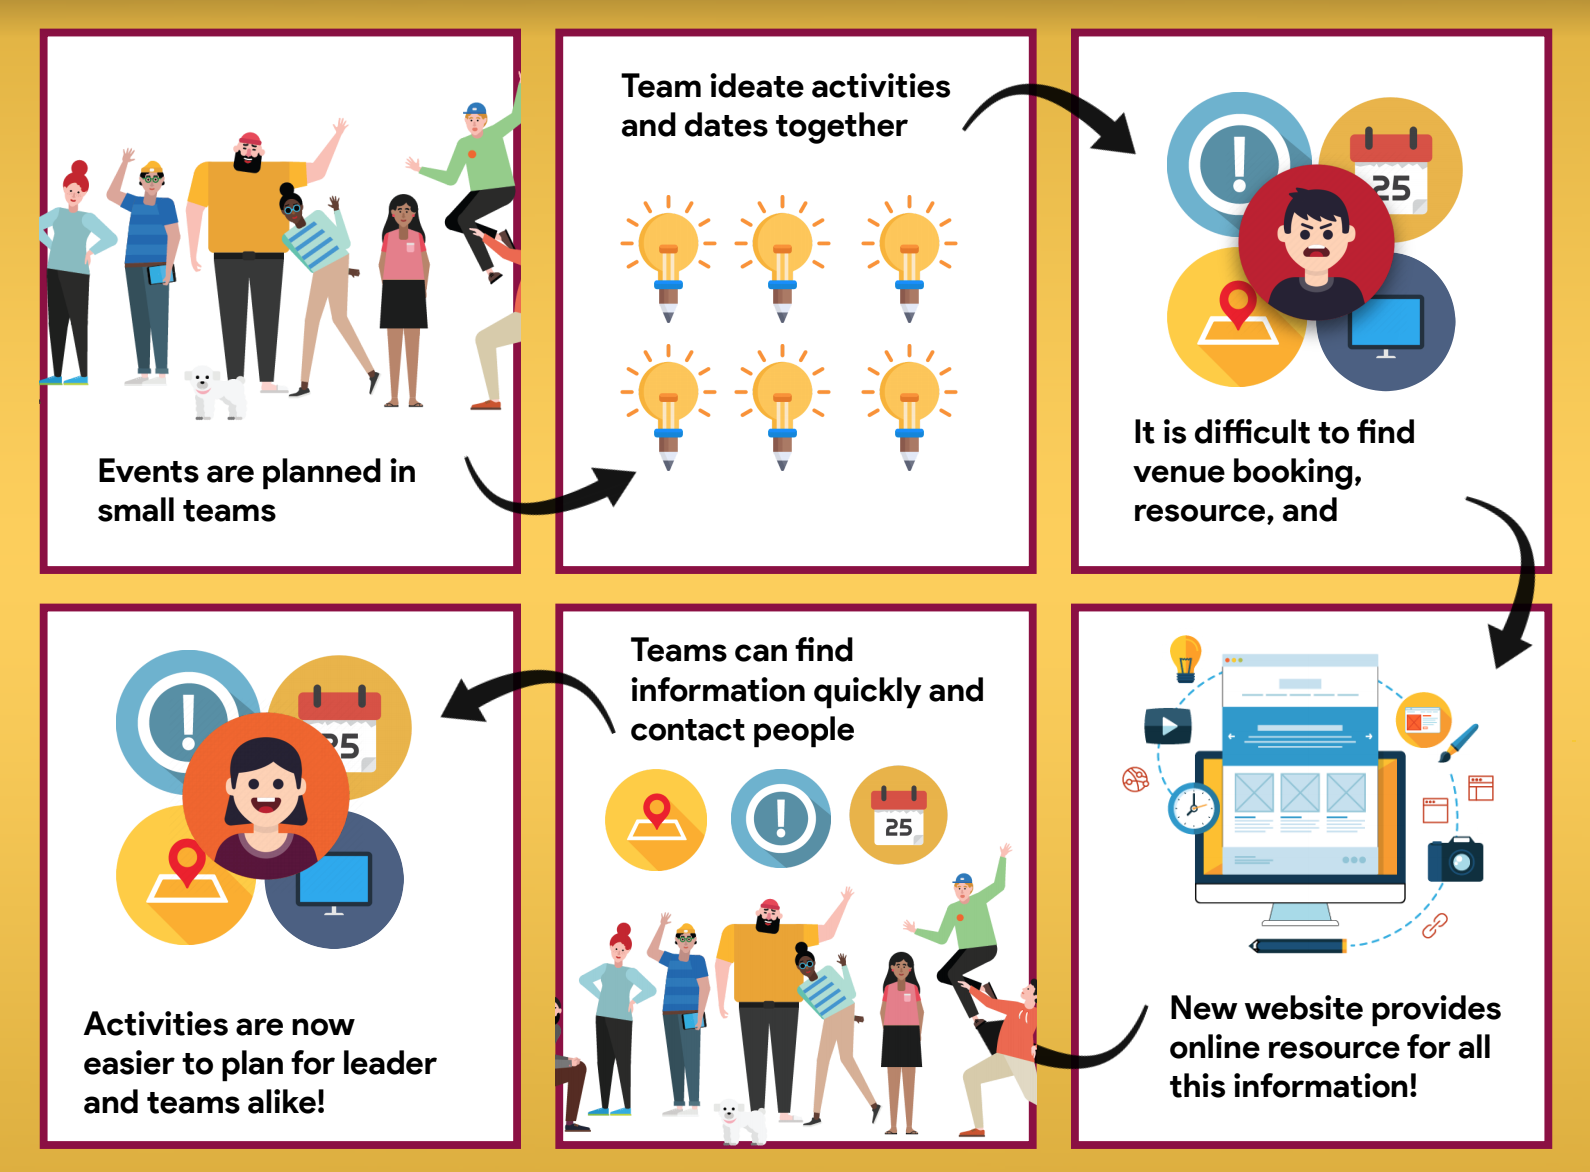 Events are planned in
small teams
Team ideate activities
and dates together
25
It is difficult to find
venue booking,
resource, and
New website provides
online resource for all
this information!
Teams can find
information quickly and
contact people
25
25
Activities are now
easier to plan for leader
and teams alike!